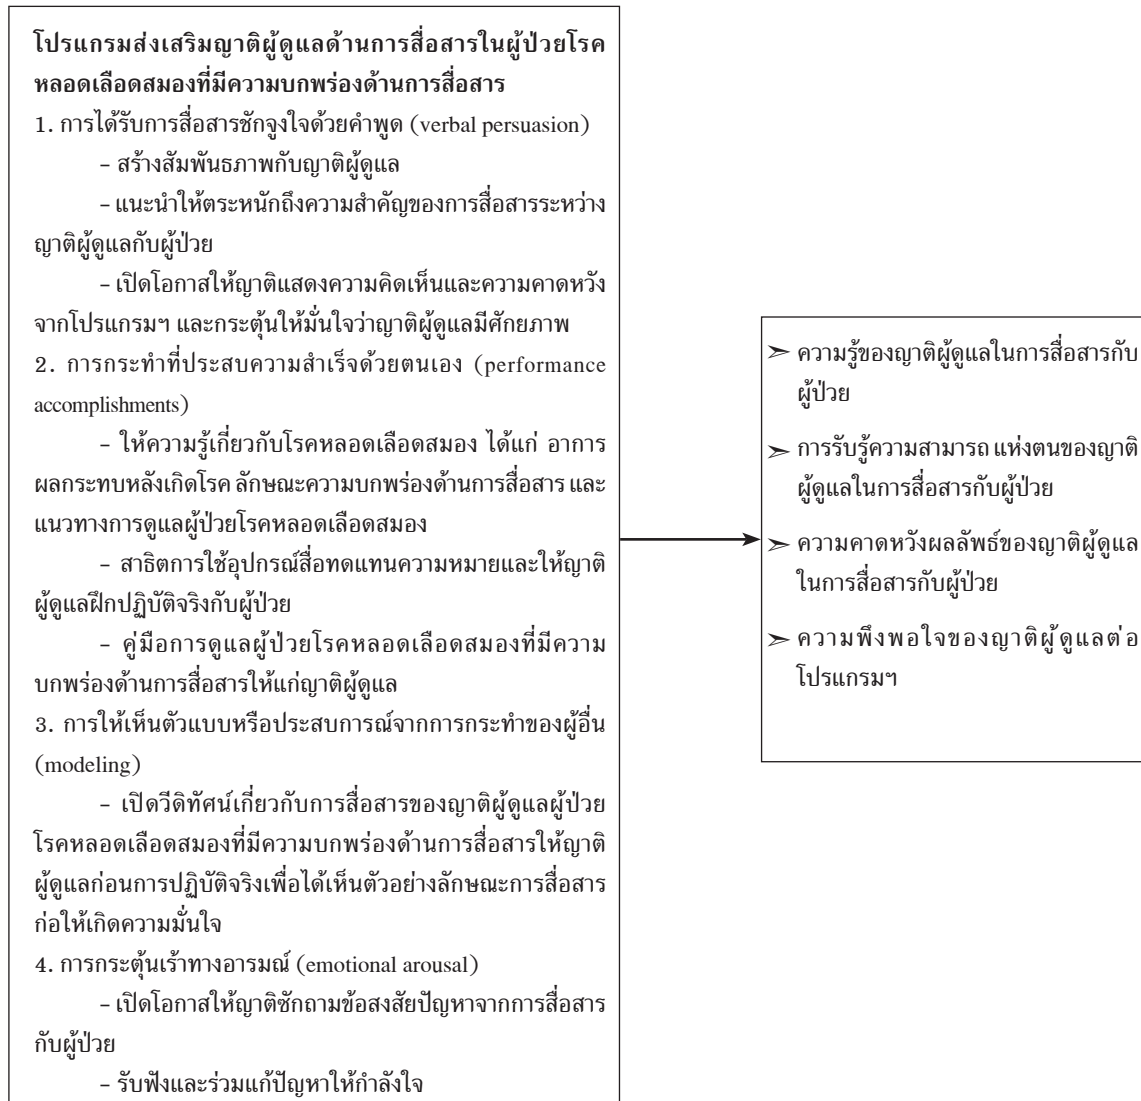 โปรแกรมส่งเสริมญาติผู้ดูแลด้านการสื่อสารในผู้ป่วยโรค
หลอดเลือดสมองที่มีความบกพร่องด้านการสื่อสาร
1. การได้รับการสื่อสารชักจูงใจด้วยคำพูด (verbal persuasion)
- สร้างสัมพันธภาพกับญาติผู้ดูแล
- แนะนำให้ตระหนักถึงความสำคัญของการสื่อสารระหว่าง
ญาติผู้ดูแลกับผู้ป่วย
- เปิดโอกาสให้ญาติแสดงความคิดเห็นและความคาดหวัง
จากโปรแกรมฯ และกระตุ้นให้มั่นใจว่าญาติผู้ดูแลมีศักยภาพ
2. การกระทำที่ประสบความสำเร็จด้วยตนเอง (performance
accomplishments)
- ให้ความรู้เกี่ยวกับโรคหลอดเลือดสมอง ได้แก่ อาการ
ผลกระทบหลังเกิดโรค ลักษณะความบกพร่องด้านการสื่อสาร และ
แนวทางการดูแลผู้ป่วยโรคหลอดเลือดสมอง
- สาธิตการใช้อุปกรณ์สื่อทดแทนความหมายและให้ญาติ
ผู้ดูแลฝึกปฏิบัติจริงกับผู้ป่วย
- คู่มือการดูแลผู้ป่วยโรคหลอดเลือดสมองที่มีความ
บกพร่องด้านการสื่อสารให้แก่ญาติผู้ดูแล
3. การให้เห็นตัวแบบหรือประสบการณ์จากการกระทำของผู้อื่น
(modeling)
- เปิดวีดิทัศน์เกี่ยวกับการสื่อสารของญาติผู้ดูแลผู้ป่วย
โรคหลอดเลือดสมองที่มีความบกพร่องด้านการสื่อสารให้ญาติ
ผู้ดูแลก่อนการปฏิบัติจริงเพื่อได้เห็นตัวอย่างลักษณะการสื่อสาร
ก่อให้เกิดความมั่นใจ
4. การกระตุ้นเร้าทางอารมณ์ (emotional arousal)
- เปิดโอกาสให้ญาติซักถามข้อสงสัยปัญหาจากการสื่อสาร
กับผู้ป่วย
- รับฟังและร่วมแก้ปัญหาให้กำลังใจ
➢ ความรู้ของญาติผู้ดูแลในการสื่อสารกับ
ผู้ป่วย
➢ การรับรู้ความสามารถ แห่งตนของญาติ
ผู้ดูแลในการสื่อสารกับผู้ป่วย
➢ ความคาดหวังผลลัพธ์ของญาติผู้ดูแล
ในการสื่อสารกับผู้ป่วย
➢ ความพึงพอใจของญาติผู้ดูแลต่อ
โปรแกรมฯ